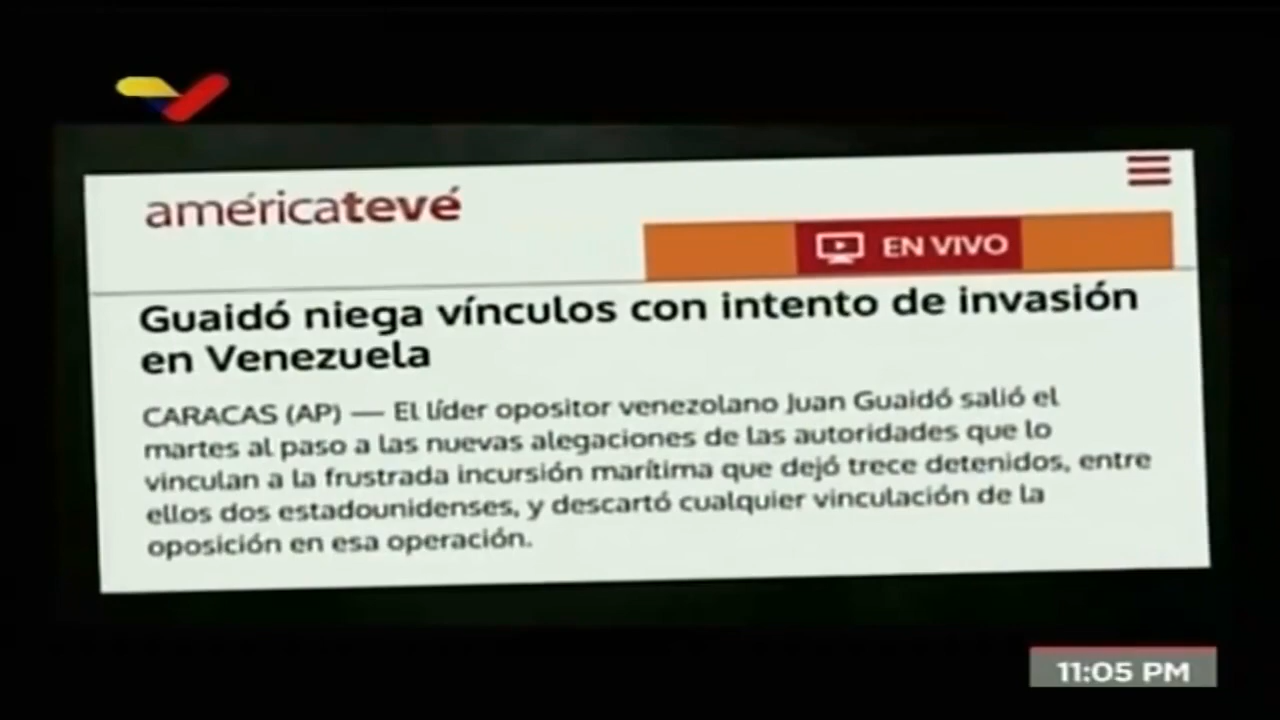 américatevé
EN VIVO
Guaidó niega vínculos con intento de invasión
en Venezuela
CARACAS (AP) — El líder opositor venezolano Juan Guaidó salió el
martes al paso a las nuevas alegaciones de las autoridades que lo
vinculan a la frustrada incursión marítima que dejó trece detenidos, entre
ellos dos estadounidenses, y descartó cualquier vinculación de la
oposición en esa operación.
11:05 PM